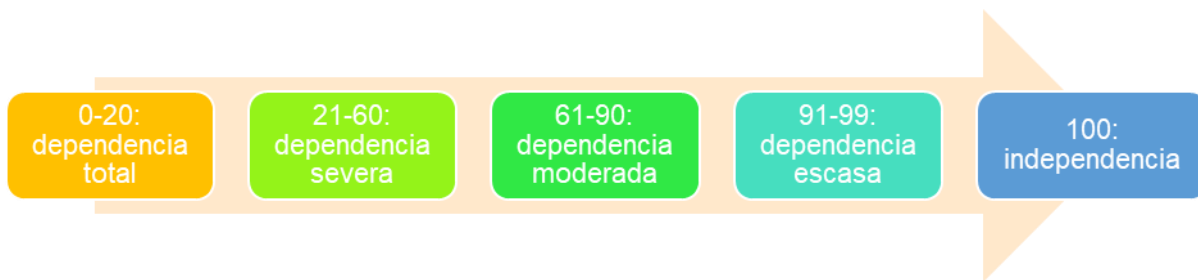 0-20:
dependencia
total
21-60:
dependencia
severa
61-90:
dependencia
moderada
91-99:
dependencia
escasa
100:
independencia